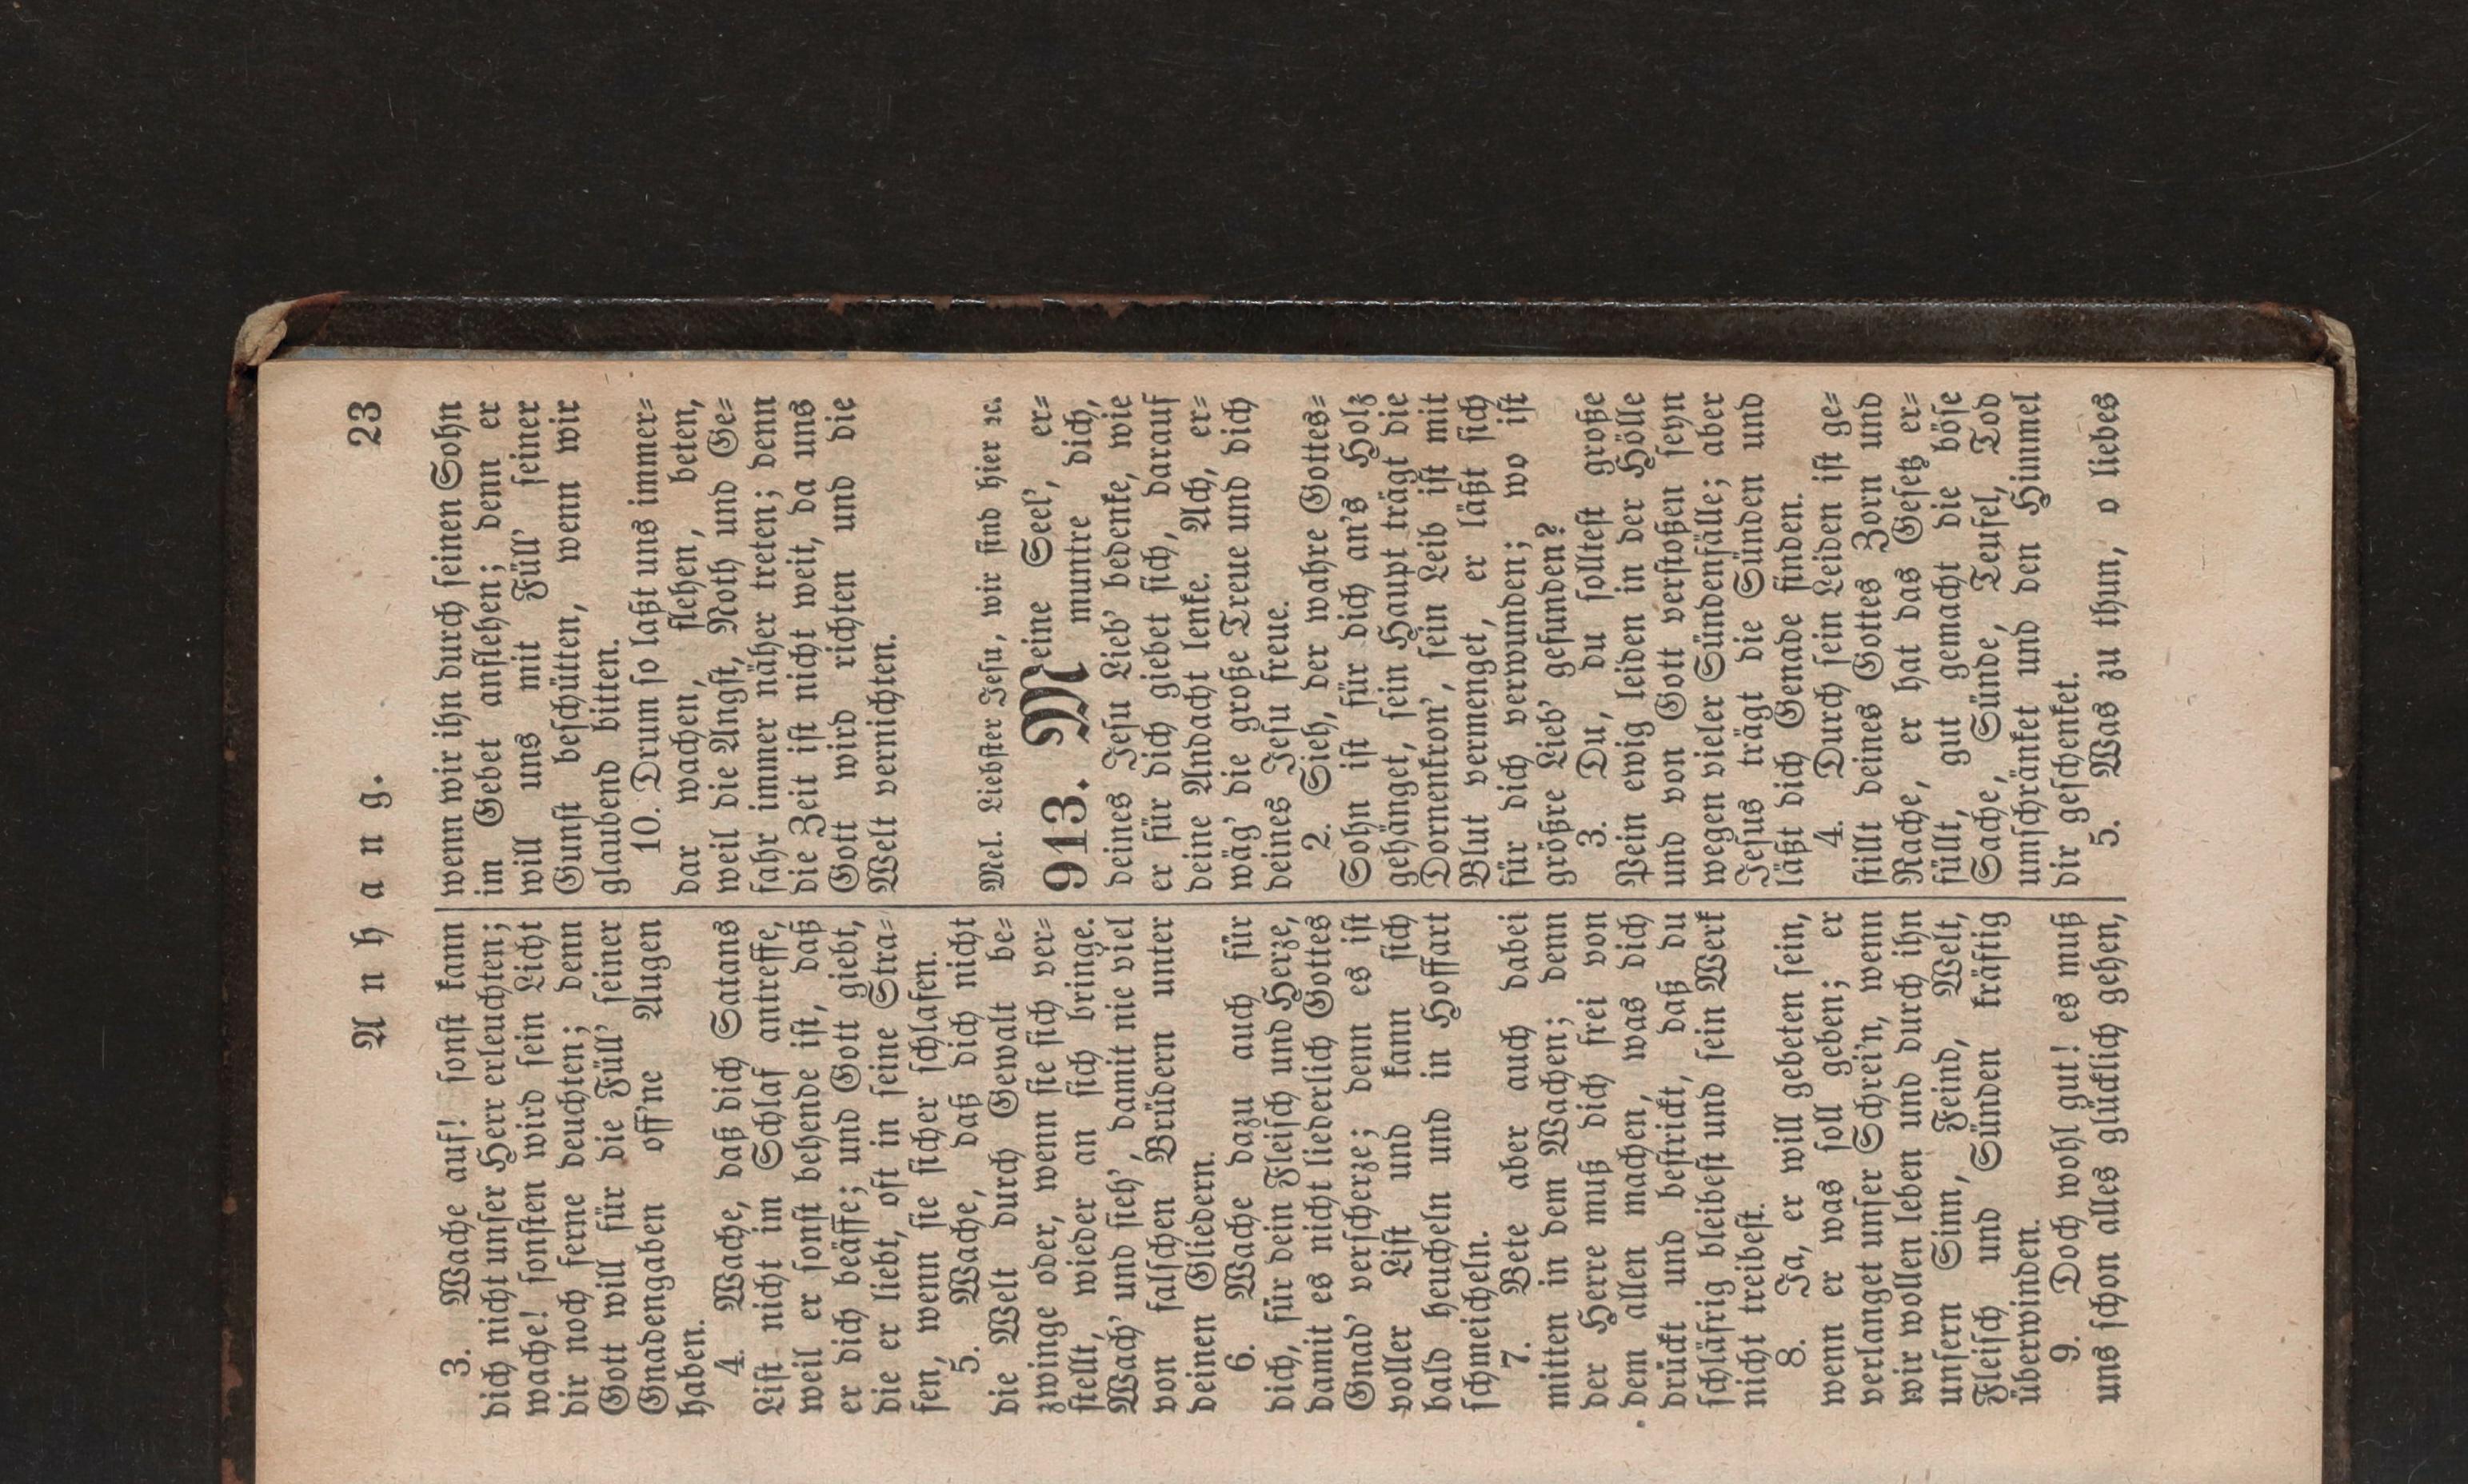 Anhang. 23
3. Wache auf! sonst kann
dich nicht unser Herr erleuchten;
wache! sonsten wird sein Licht
dir noch ferne deuchten; denn
Gott will für die Füll' seiner
Gnadengaben off'ne Augen
haben.
4. Wache, daß dich Satans
List nicht im Schlaf antreffe,
weil er sonst behende ist, daß
er dich beäffe; und Gott giebt,
die er liebt, oft in seine Stra=
fen, wenn sie sicher schlafen.
5. Wache, daß dich nicht
die Welt durch Gewalt be=
zwinge oder, wenn sie sich ver=
stellt, wieder an sich bringe.
Wach' und sieh', damit nie viel
von falschen Brüdern unter
deinen Gliedern.
6. Wache dazu auch für
dich, für dein Fleisch und Herze,
damit es nicht liederlich Gottes
Gnad' verscherze; denn es ist
voller List und kann sich
bald heucheln und in Hoffart
schmeicheln.
7. Bete aber auch dabei
mitten in dem Wachen; denn
der Herre muß dich frei von
dem allen machen, was dich
drückt und bestrickt, daß du
schläfrig bleibest und sein Werk
nicht treibest.
8. Ja, er will gebeten sein,
wenn er was soll geben; er
verlanget unser Schrei'n, wenn
wir wollen leben und durch ihn
unsern Sinn, Feind, Welt,
Fleisch und Sünden kräftig
überwinden.
9. Doch wohl gut! es muß
uns schon alles glücklich gehen,
wenn wir ihn durch seinen Sohn
im Gebet anflehen; denn er
will uns mit Füll' seiner
Gunst beschütten, wenn wir
glaubend bitten.
10. Drum so laßt uns immer=
dar wachen, flehen, beten,
weil die Angst, Noth und Ge=
fahr immer näher treten; denn
die Zeit ist nicht weit, da uns
Gott wird richten und die
Welt vernichten.
Mel. Liebster Jesu, wir sind hier ꝛc.
913. Meine Seel', er=
muntre dich,
deines Jesu Lieb' bedenke, wie
er für dich giebet sich, darauf
deine Andacht lenke. Ach, er=
wäg' die große Treue und dich
deines Jesu freue.
2. Sieh, der wahre Gottes=
Sohn ist für dich an's Holz
gehänget, sein Haupt trägt die
Dornenkron', sein Leib ist mit
Blut vermenget, er läßt sich
für dich verwunden; wo ist
größre Lieb' gefunden?
3. Du, du solltest große
Pein ewig leiden in der Hölle
und von Gott verstoßen seyn
wegen vieler Sündenfälle; aber
Jesus trägt die Sünden und
läßt dich Genade finden.
4. Durch sein Leiden ist ge=
stillt deines Gottes Zorn und
Rache, er hat das Gesetz er=
füllt, gut gemacht die böse
Sache, Sünde, Teufel, Tod
umschränket und den Himmel
dir geschenket.
5. Was zu thun, o liebes